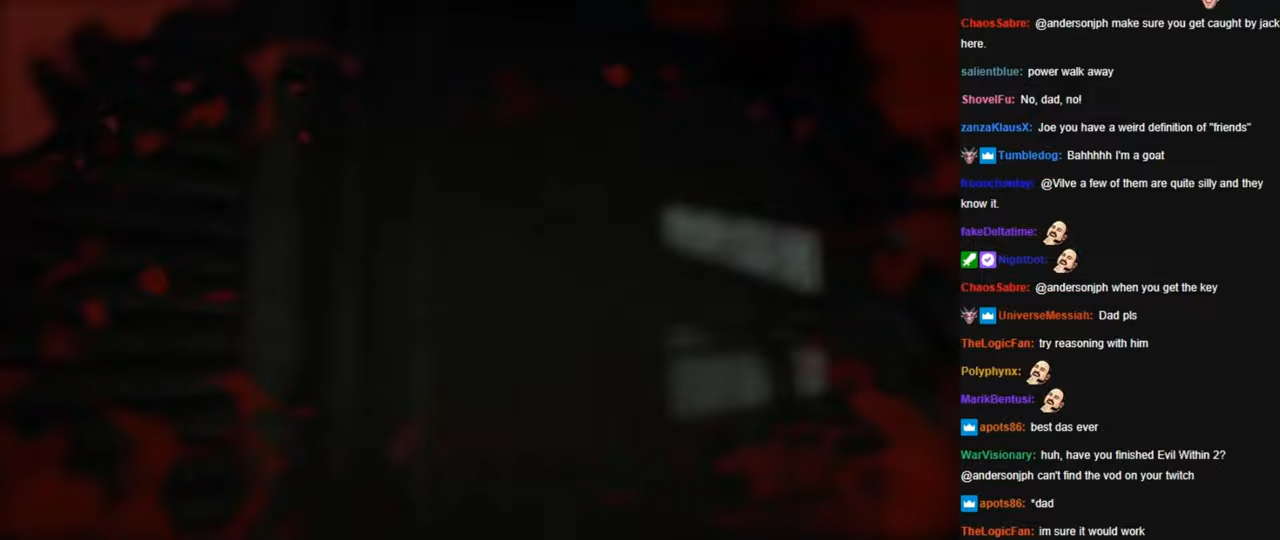 ChaosSabre: @andersonjph make sure you get caught by jack
here.
salientblue: power walk away
ShovelFu: No, dad, no!
zanzaKlausX: Joe you have a weird definition of "friends"
Tumbledog: Bahhhhh I'm a goat
@Vilve a few of them are quite silly and they
know it.
fakeDeltatime:
Nightbot:
ChaosSabre: @andersonjph when you get the key
UniverseMessiah: Dad pls
TheLogicFan: try reasoning with him
Polyphynx:
MarikBentusi:
apots86: best das ever
WarVisionary: huh, have you finished Evil Within 2?
@andersonjph can't find the vod on your twitch
apots86: *dad
TheLogicFan: im sure it would work